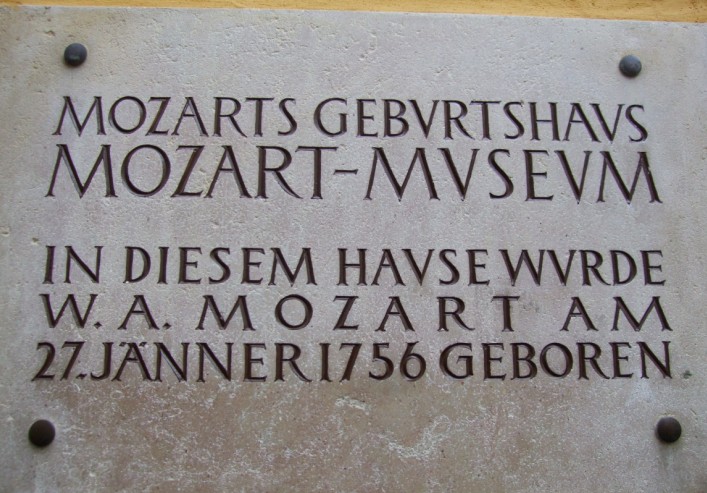 MOZARTS GEBVRTSHAVS
MOZART-MVSEVM
IN DIESEM HAVSE WVRDE
W. A. MOZART AM
27. JÄNNER 1756 GEBOREN.